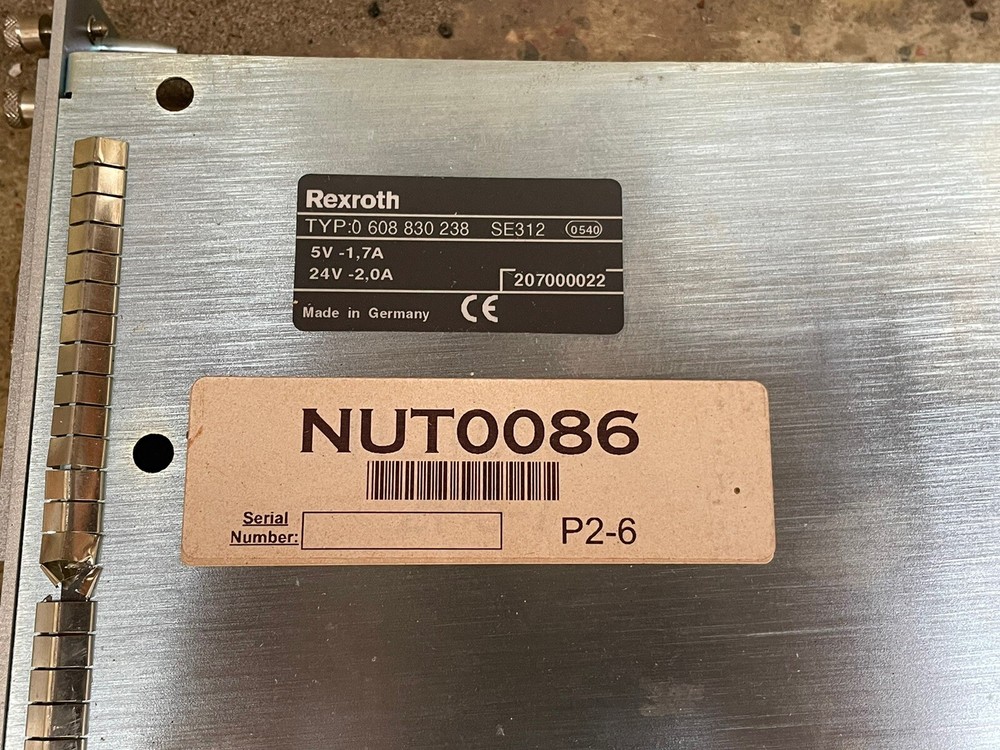 Rexroth
TYP:0 608 830 238 SE312 0540
5V -1,7A
24V -2,0A
207000022
Made in Germany CE
NUT0086
Serial
Number:
P2-6